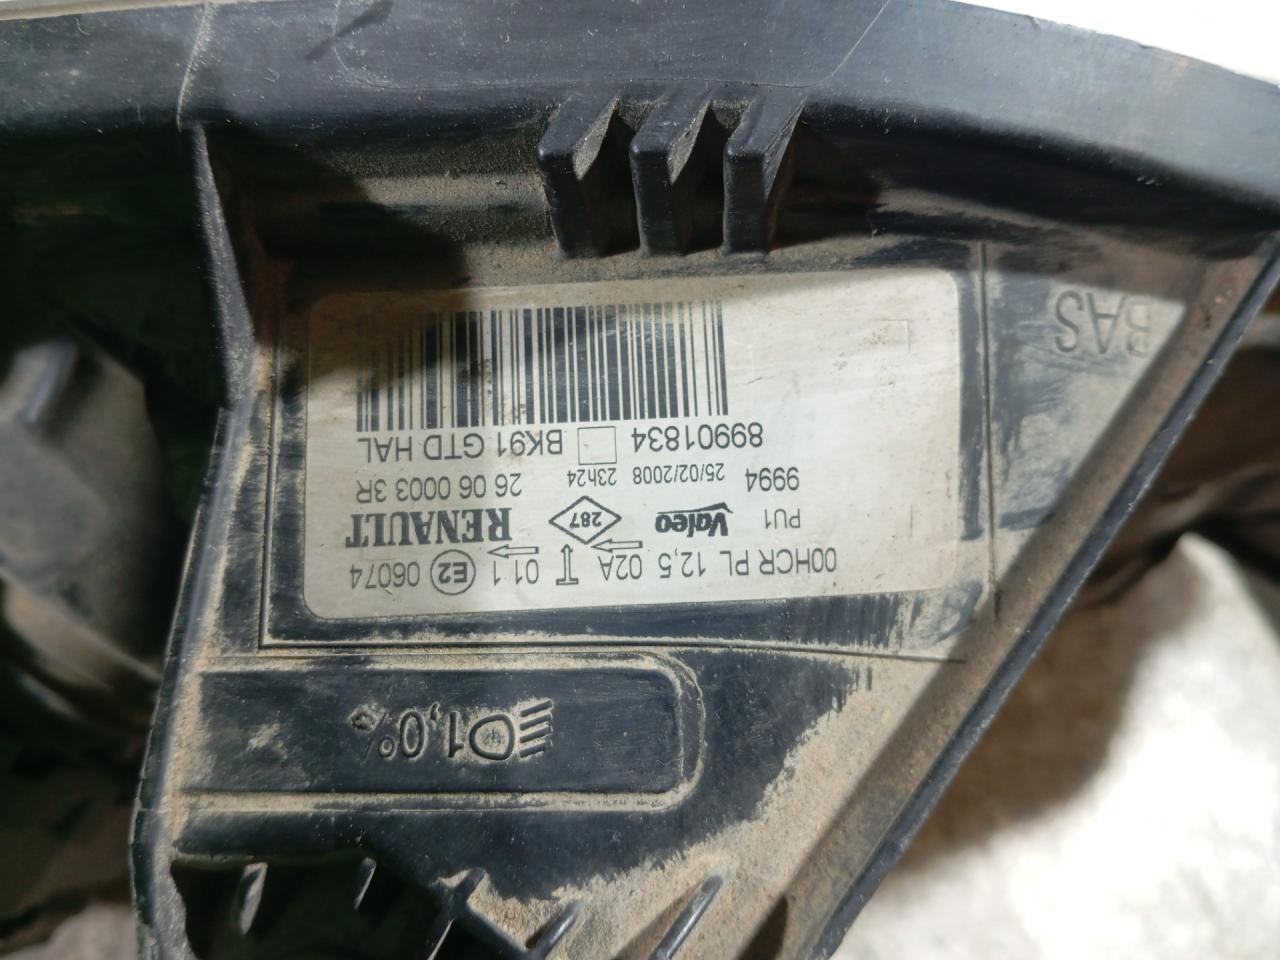 1,0%
00HCR PL 12,5 02A 01.1 E2 06074
PU1 Valeo 287 RENAULT
9994 25/02/2008 23h24 26 06 0003 3R
89901834 BK91 GTD HAL
BAS